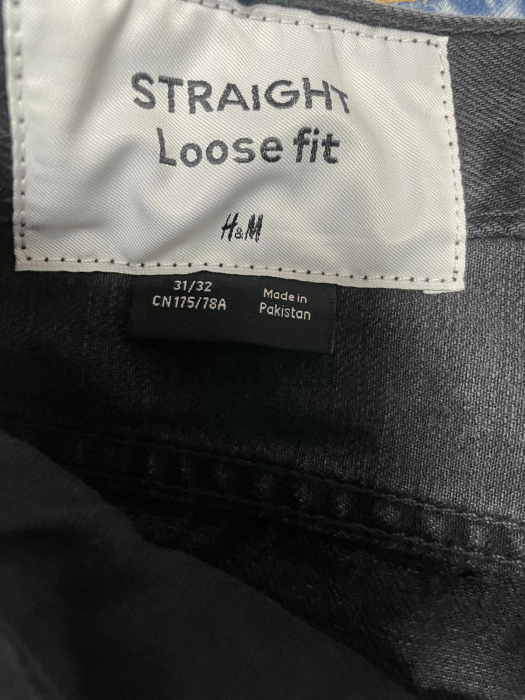 STRAIGHT
Loose fit
H&M
31/32
CN175/78A
Made in
Pakistan